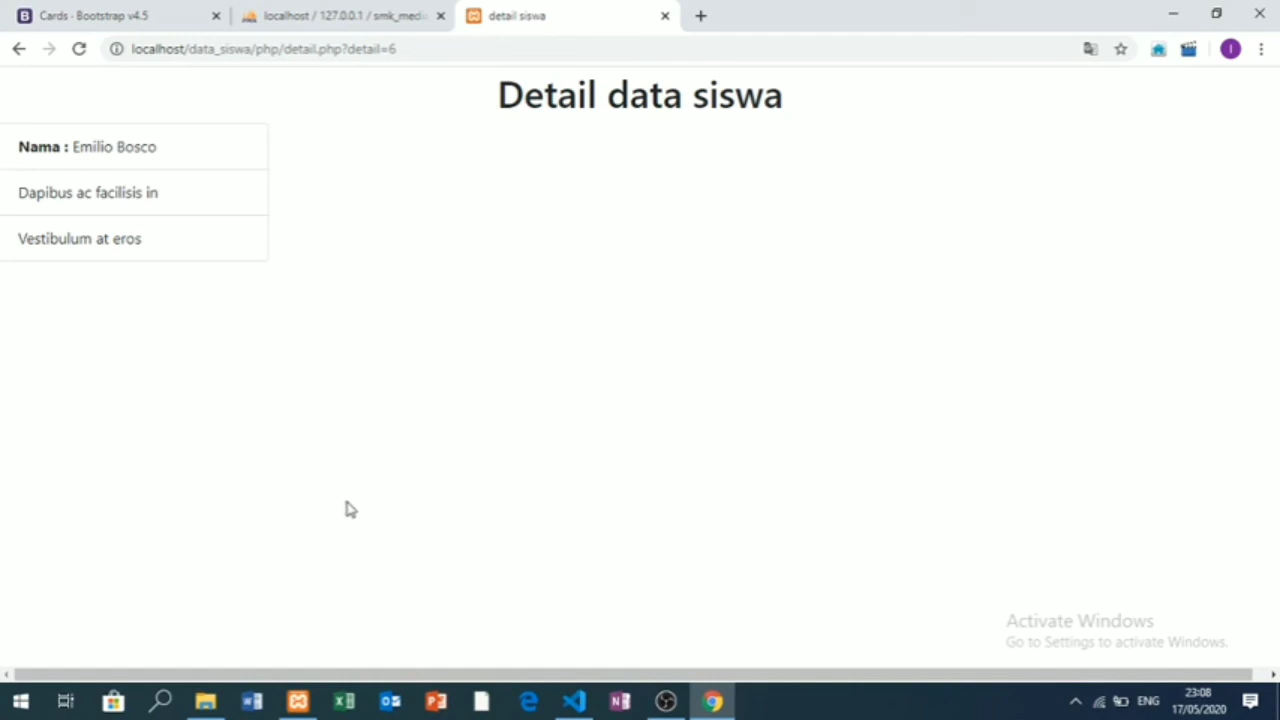 Cards · Bootstrap v4.5
localhost / 127.0.0.1 / smk_medi
detail siswa
localhost/data_siswa/php/detail.php?detail=6
Detail data siswa
Nama : Emilio Bosco
Dapibus ac facilisis in
Vestibulum at eros
Activate Windows
Go to Settings to activate Windows.
ENG
23:08
17/05/2020